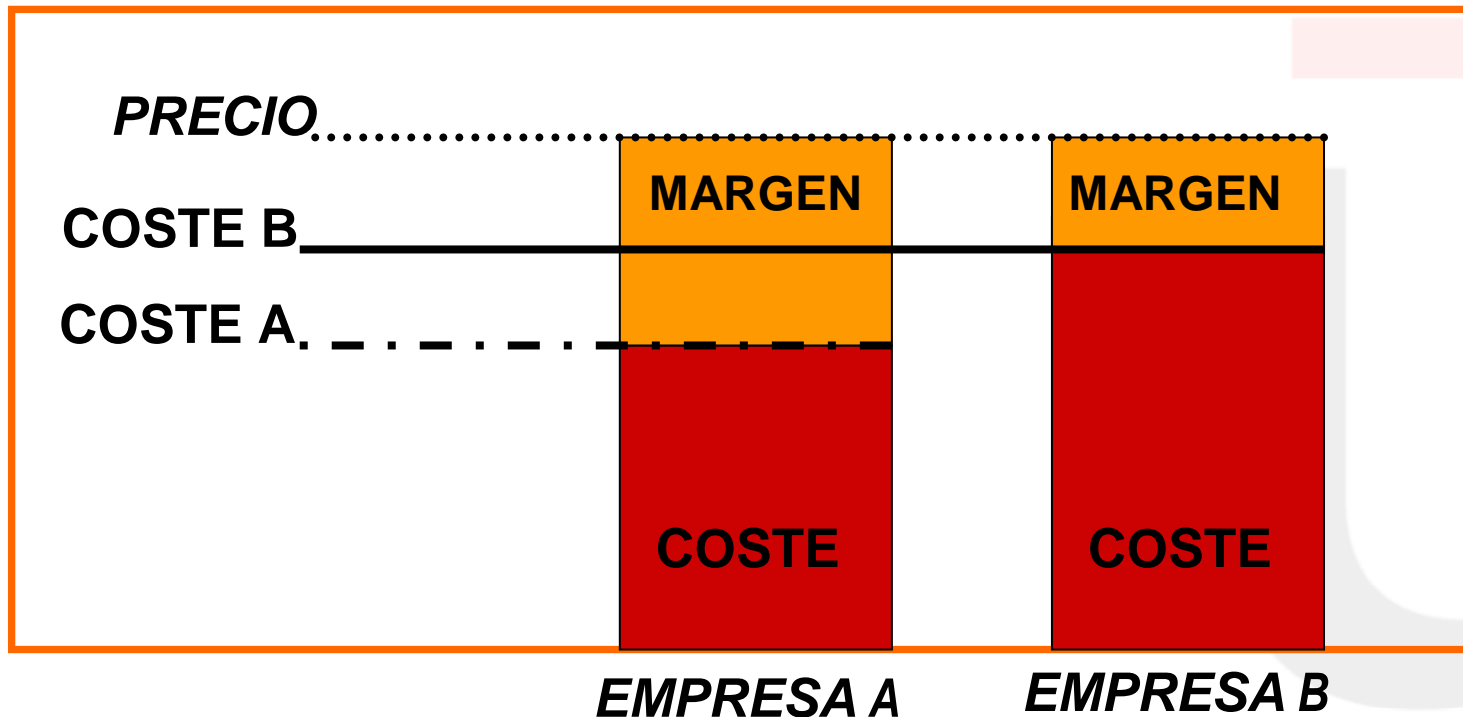 PRECIO
MARGEN MARGEN
COSTE B
COSTE A
COSTE COSTE
EMPRESA A EMPRESA B